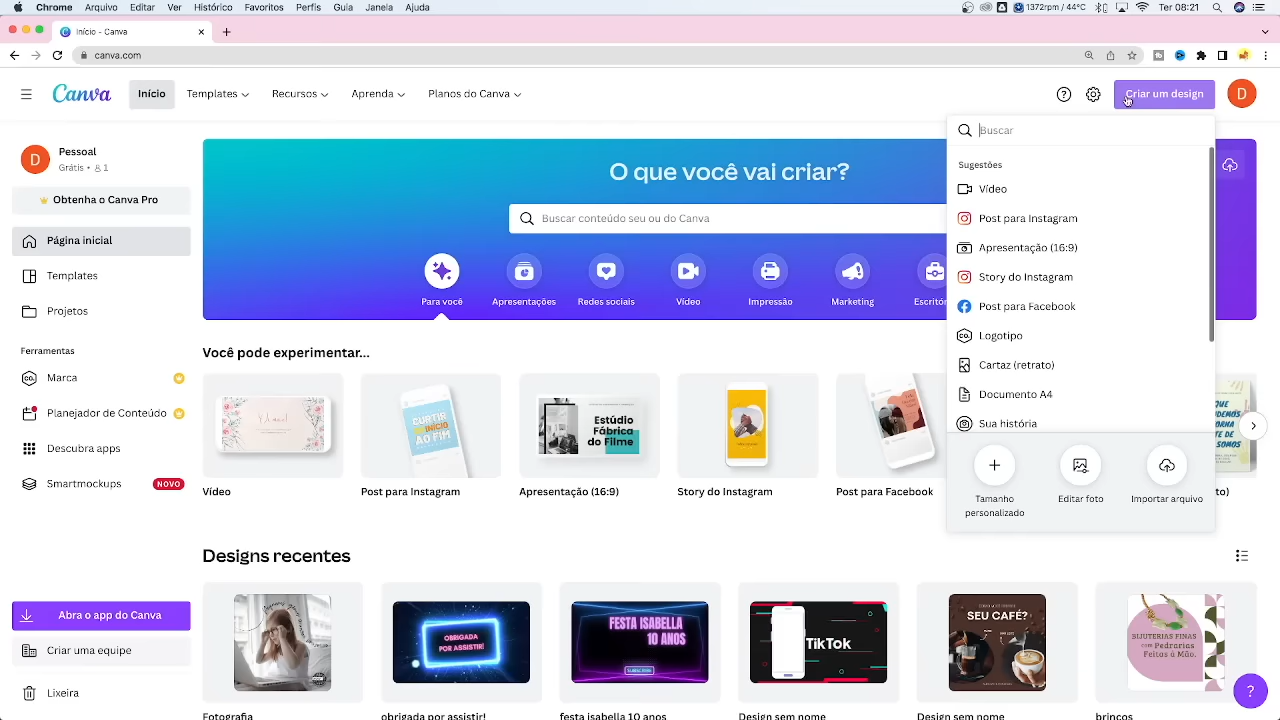 Chrome Arquivo Editar Ver Histórico Favoritos Perfis Guia Janela Ajuda
1372rpm / 44°C Ter 08:21
Início - Canva
canva.com
Canva Início Templates Recursos Aprenda Planos do Canva Criar um design D
D Pessoal
Grátis • 1
Obtenha o Canva Pro
Página inicial
Templates
Projetos
Ferramentas
Marca
Planejador de Conteúdo
Descubra apps
Smartmockups NOVO
Abra o app do Canva
Criar uma equipe
Lixeira
O que você vai criar?
Buscar conteúdo seu ou do Canva
Para você Apresentações Redes sociais Vídeo Impressão Marketing
Buscar
Sugestões
Vídeo
Post para Instagram
Apresentação (16:9)
Story do Instagram
Post para Facebook
Logotipo
Cartaz (retrato)
Documento A4
Sua história
Tamanho
personalizado
Editar foto
Importar arquivo
Você pode experimentar...
CURTIR
O INÍCIO
AO FIM
Estúdio
Fábrica
do Filme
Vídeo Post para Instagram Apresentação (16:9) Story do Instagram Post para Facebook
Designs recentes
OBRIGADA
POR ASSISTIR!
FESTA ISABELLA
10 ANOS
SUBSCRIBE
TikTok
SEU CAFÉ?
BIJUTERIAS FINAS
COM Pedrarias
Feitas à Mão.
Fotografia obrigada por assistir! festa isabella 10 anos Design sem nome Design sem nome brincos
?